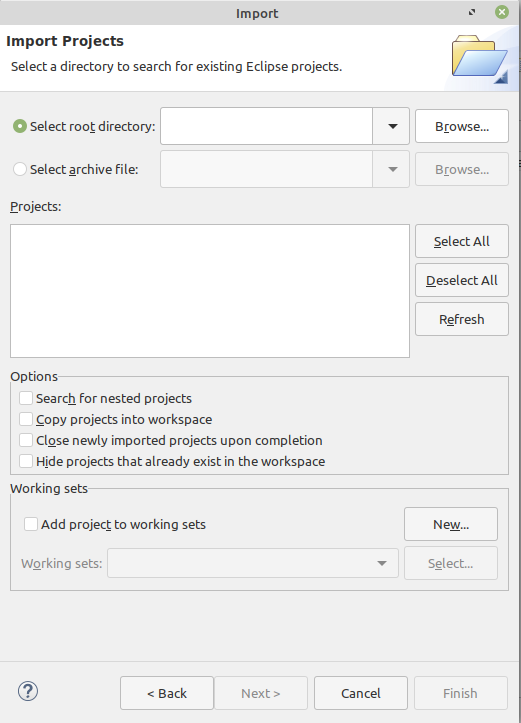 Import
Import Projects
Select a directory to search for existing Eclipse projects.
Select root directory:
Browse...
Select archive file:
Browse...
Projects:
Select All
Deselect All
Refresh
Options
Search for nested projects
Copy projects into workspace
Close newly imported projects upon completion
Hide projects that already exist in the workspace
Working sets
Add project to working sets
New...
Working sets:
Select...
?
< Back
Next >
Cancel
Finish